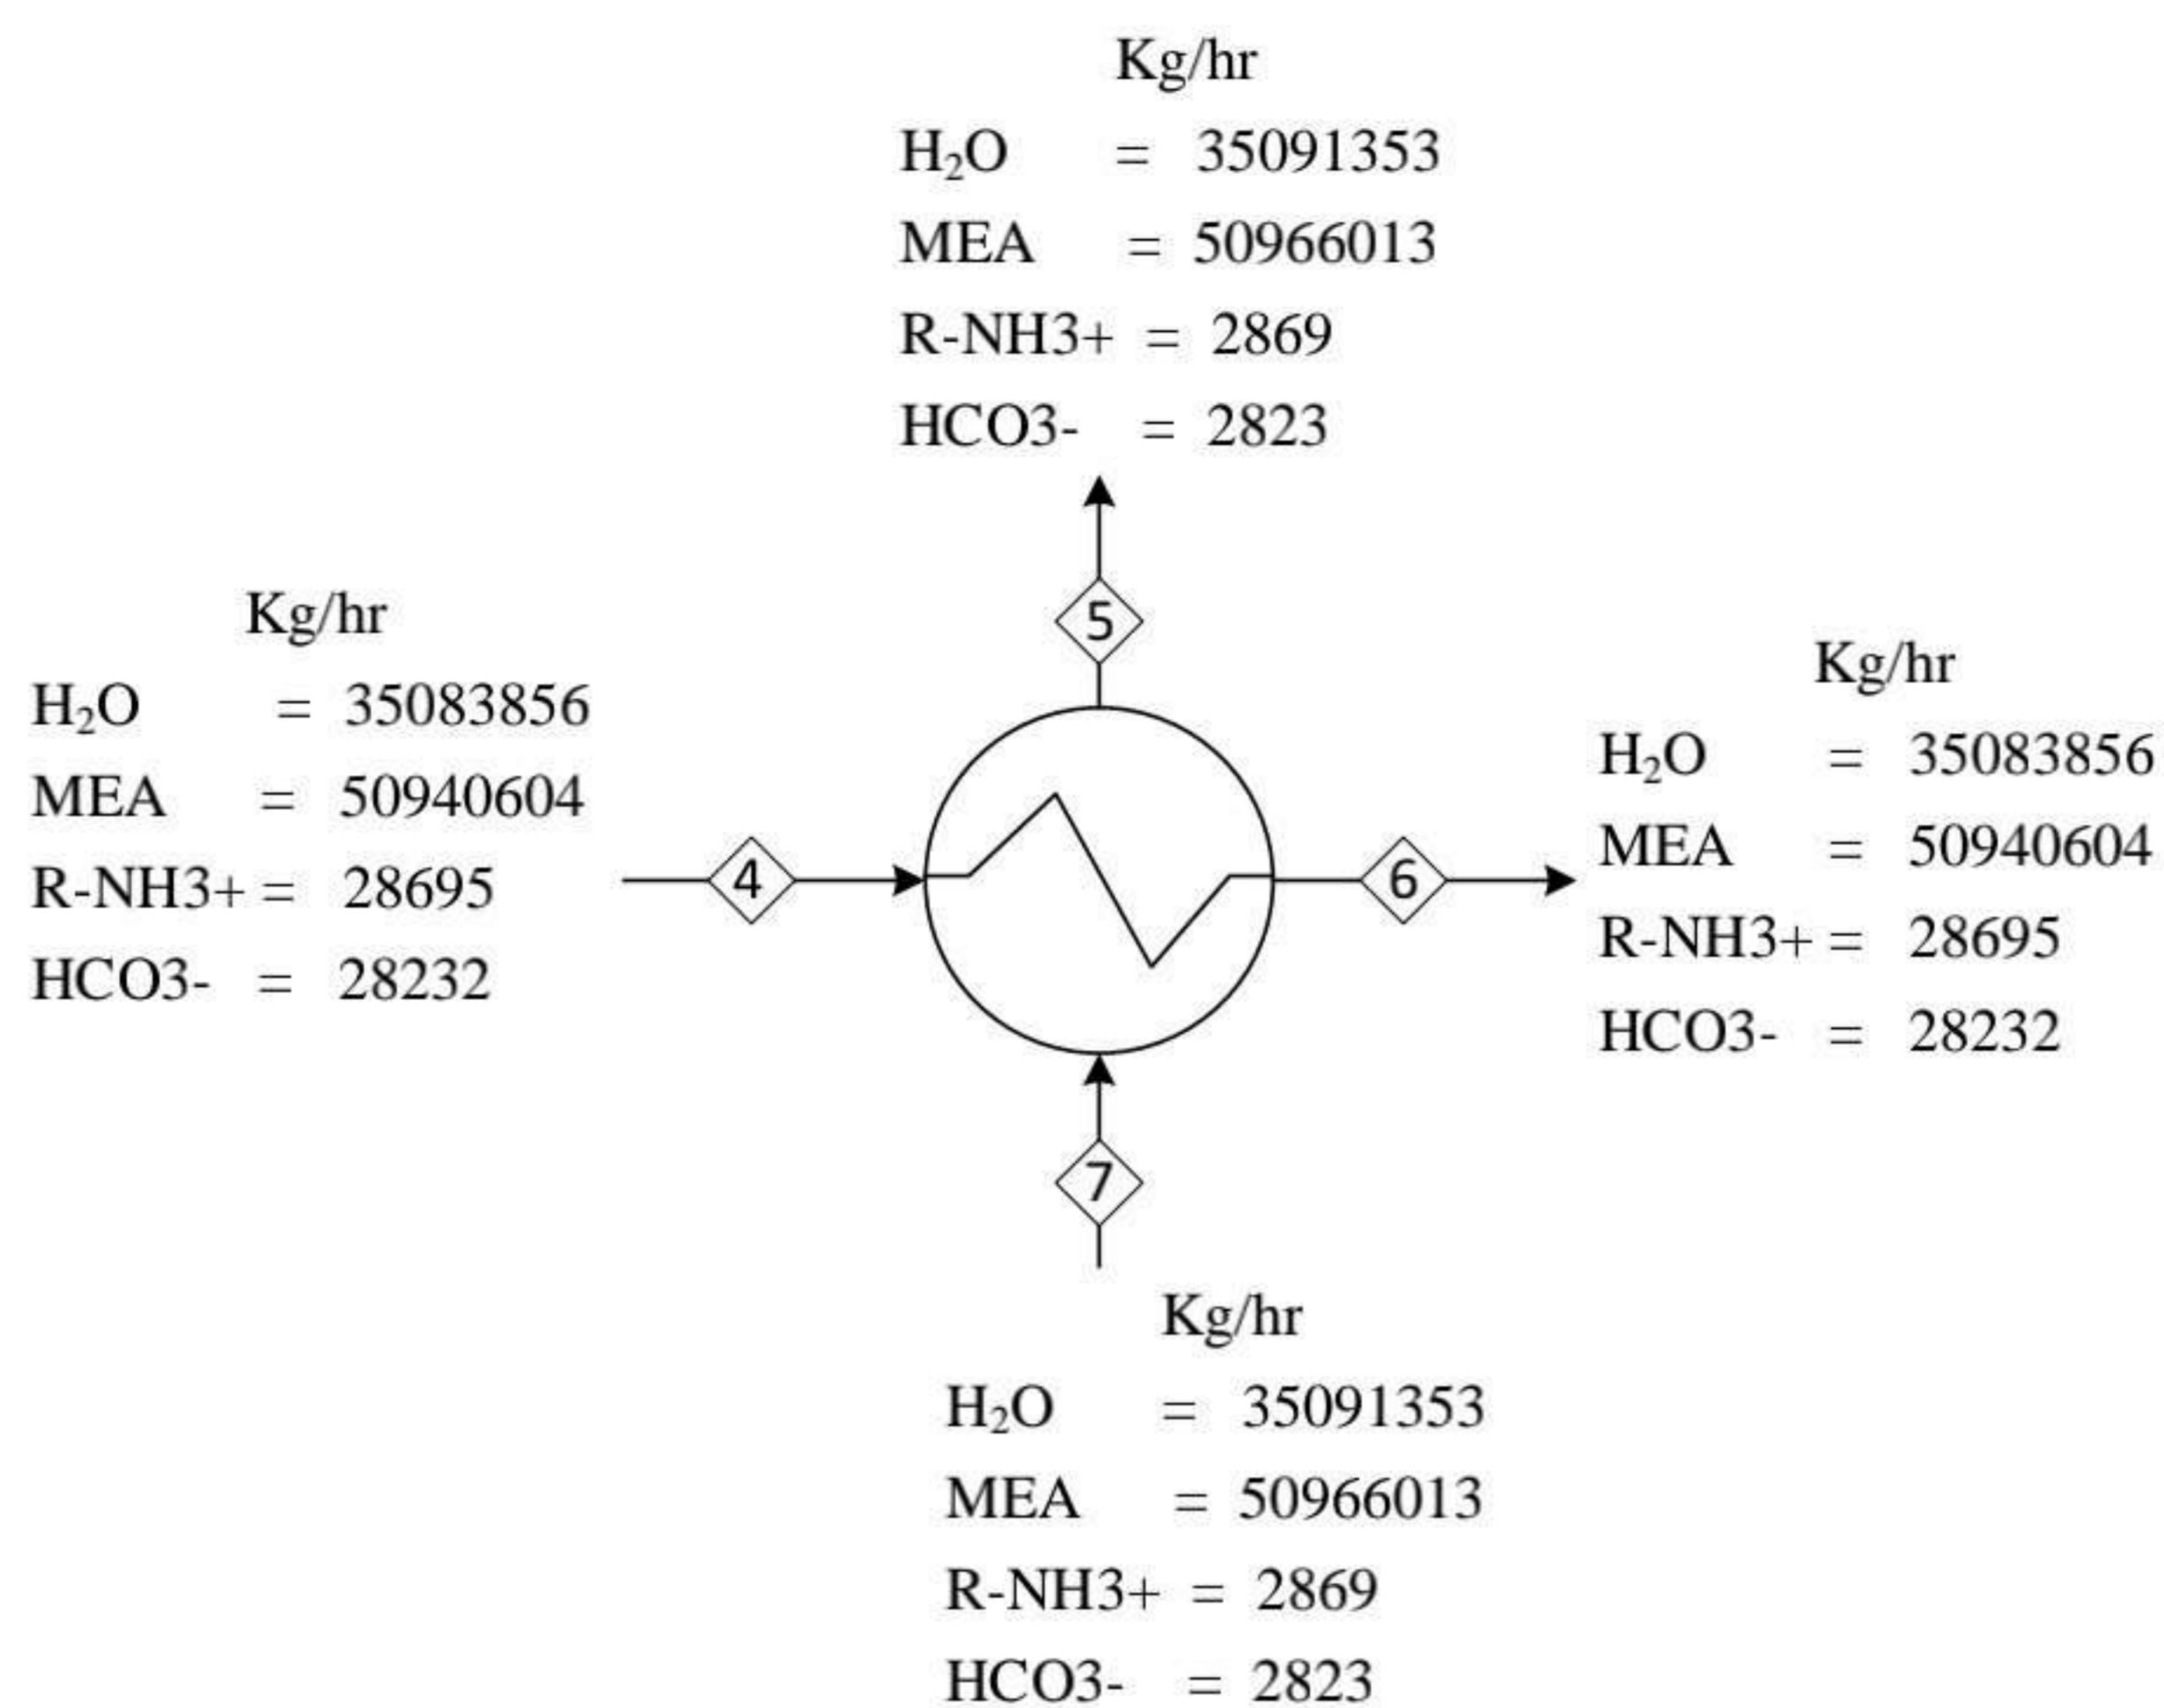 Kg/hr
H₂O = 35091353
MEA = 50966013
R-NH3+ = 2869
HCO3- = 2823
5
Kg/hr
H₂O = 35083856
MEA = 50940604
R-NH3+ = 28695
HCO3- = 28232
4
6
Kg/hr
H₂O = 35083856
MEA = 50940604
R-NH3+ = 28695
HCO3- = 28232
7
Kg/hr
H₂O = 35091353
MEA = 50966013
R-NH3+ = 2869
HCO3- = 2823